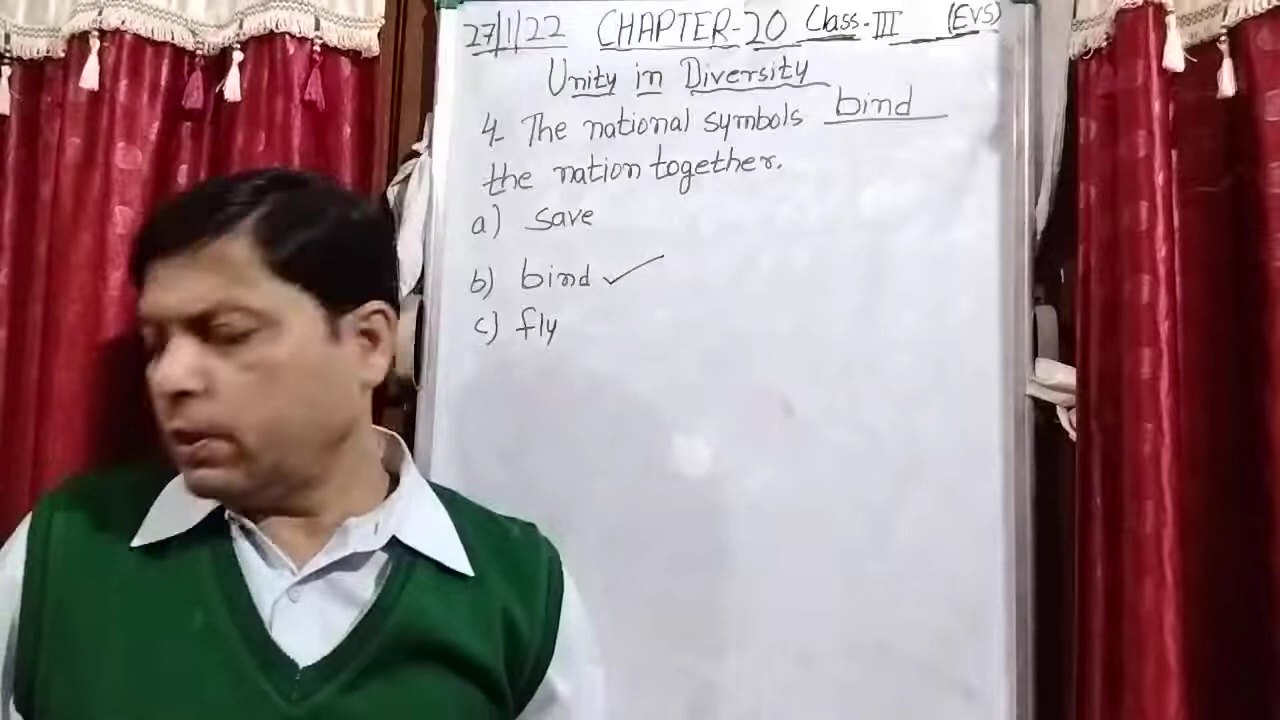 27/1/22 CHAPTER-20 Class-III (EVS)
Unity in Diversity
4. The national symbols bind
the nation together.
a) save
b) bind ✓
c) fly